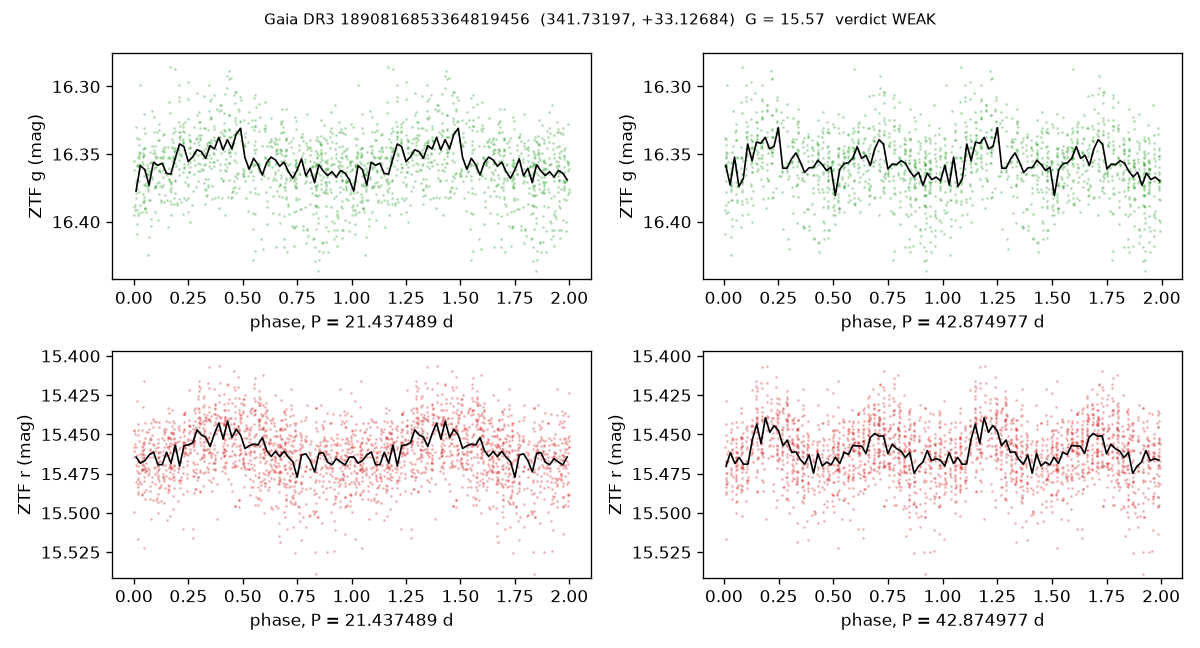 Gaia DR3 1890816853364819456 (341.73197, +33.12684) G = 15.57 verdict WEAK
ZTF g (mag)
16.30
16.35
16.40
0.00 0.25 0.50 0.75 1.00 1.25 1.50 1.75 2.00
phase, P = 21.437489 d
ZTF g (mag)
16.30
16.35
16.40
0.00 0.25 0.50 0.75 1.00 1.25 1.50 1.75 2.00
phase, P = 42.874977 d
ZTF r (mag)
15.400
15.425
15.450
15.475
15.500
15.525
0.00 0.25 0.50 0.75 1.00 1.25 1.50 1.75 2.00
phase, P = 21.437489 d
ZTF r (mag)
15.400
15.425
15.450
15.475
15.500
15.525
0.00 0.25 0.50 0.75 1.00 1.25 1.50 1.75 2.00
phase, P = 42.874977 d